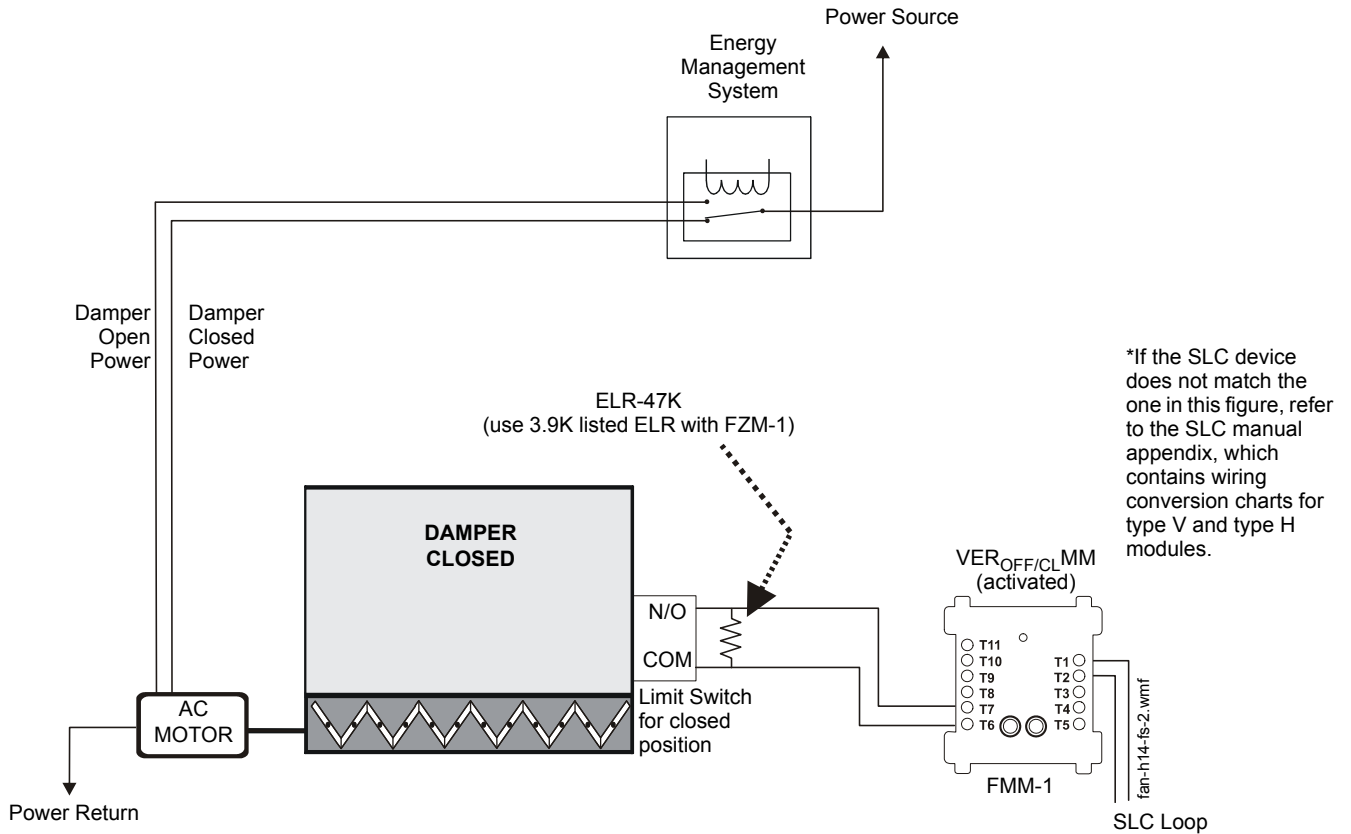 Power Source
Energy
Management
System
Damper
Open
Power
Damper
Closed
Power
*If the SLC device
does not match the
one in this figure, refer
to the SLC manual
appendix, which
contains wiring
conversion charts for
type V and type H
modules.
ELR-47K
(use 3.9K listed ELR with FZM-1)
DAMPER
CLOSED
VEROFF/CLMM
(activated)
N/O
COM
Limit Switch
for closed
position
T11
T10
T9
T8
T7
T6
T1
T2
T3
T4
T5
AC
MOTOR
FMM-1
fan-h14-fs-2.wmf
Power Return
SLC Loop